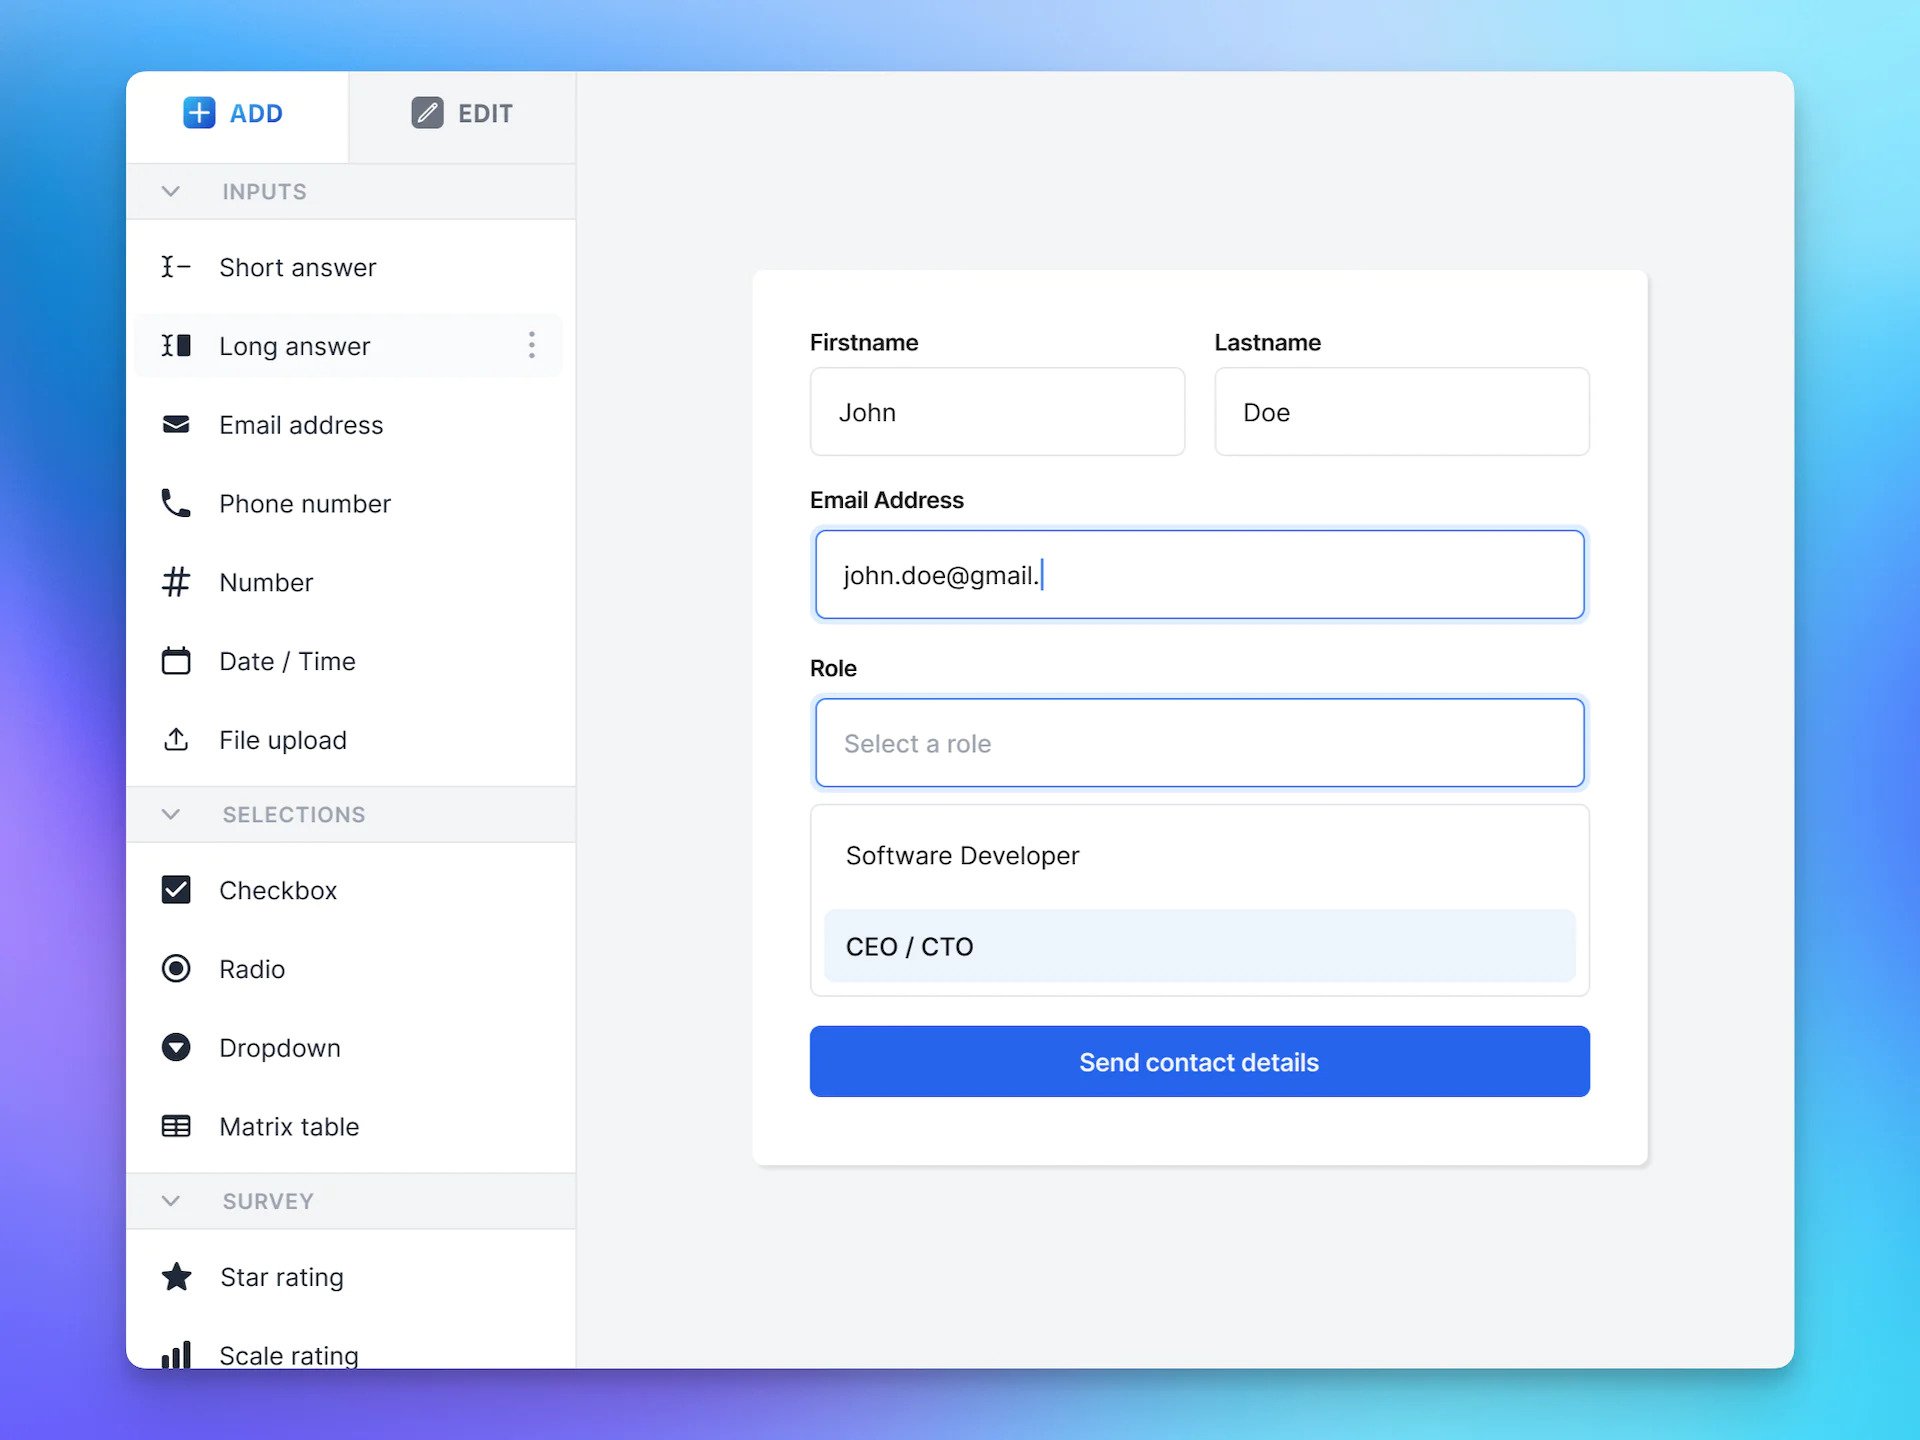 ADD
EDIT
INPUTS
Short answer
Long answer
Email address
Phone number
Number
Date / Time
File upload
SELECTIONS
Checkbox
Radio
Dropdown
Matrix table
SURVEY
Star rating
Scale rating
Firstname
Lastname
John
Doe
Email Address
john.doe@gmail.
Role
Select a role
Software Developer
CEO / CTO
Send contact details